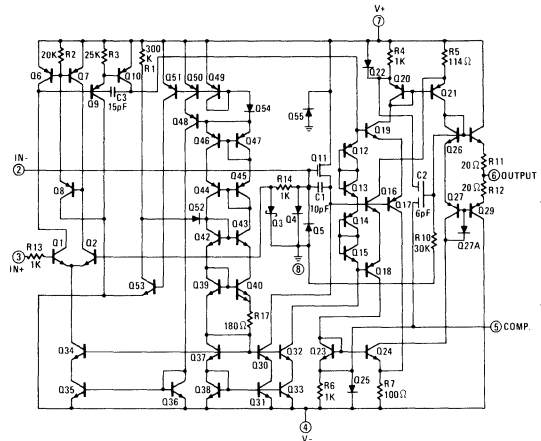 V+
7
20K
R2
25K
R3
300
K
R1
R4
1K
R5
114Ω
Q6
Q7
Q9
Q10
C3
15pF
Q51
Q50
Q49
Q48
Q54
Q55
Q22
Q20
Q21
Q19
Q46
Q47
Q12
Q26
R11
20Ω
6 OUTPUT
20Ω
R12
IN-
2
Q11
Q8
Q44
Q45
R14
1K
C1
10pF
Q13
Q16
Q17
C2
6pF
Q27
Q29
Q52
Q3
Q4
Q5
Q14
Q27A
R13
1K
3
IN+
Q1
Q2
Q42
Q43
8
Q15
R10
30K
Q53
Q39
Q40
Q18
R17
180Ω
5 COMP.
Q34
Q37
Q30
Q32
Q23
Q24
Q35
Q36
Q38
Q31
Q33
R6
1K
Q25
R7
100Ω
4
V-